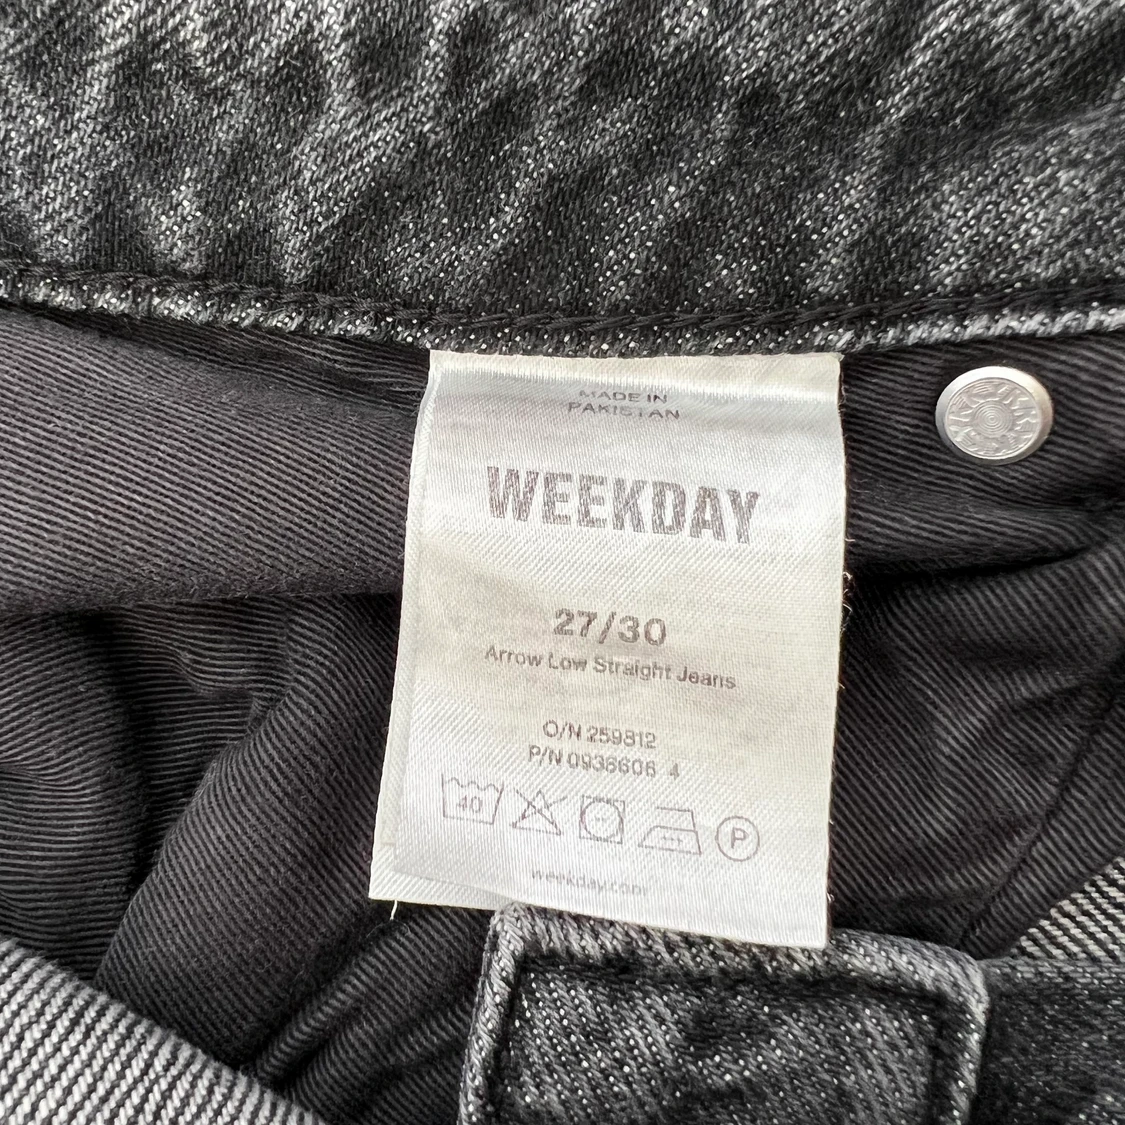 MADE IN
PAKISTAN
WEEKDAY
27/30
Arrow Low Straight Jeans
O/N 259812
P/N 0936606 4
40
P
weekday.com